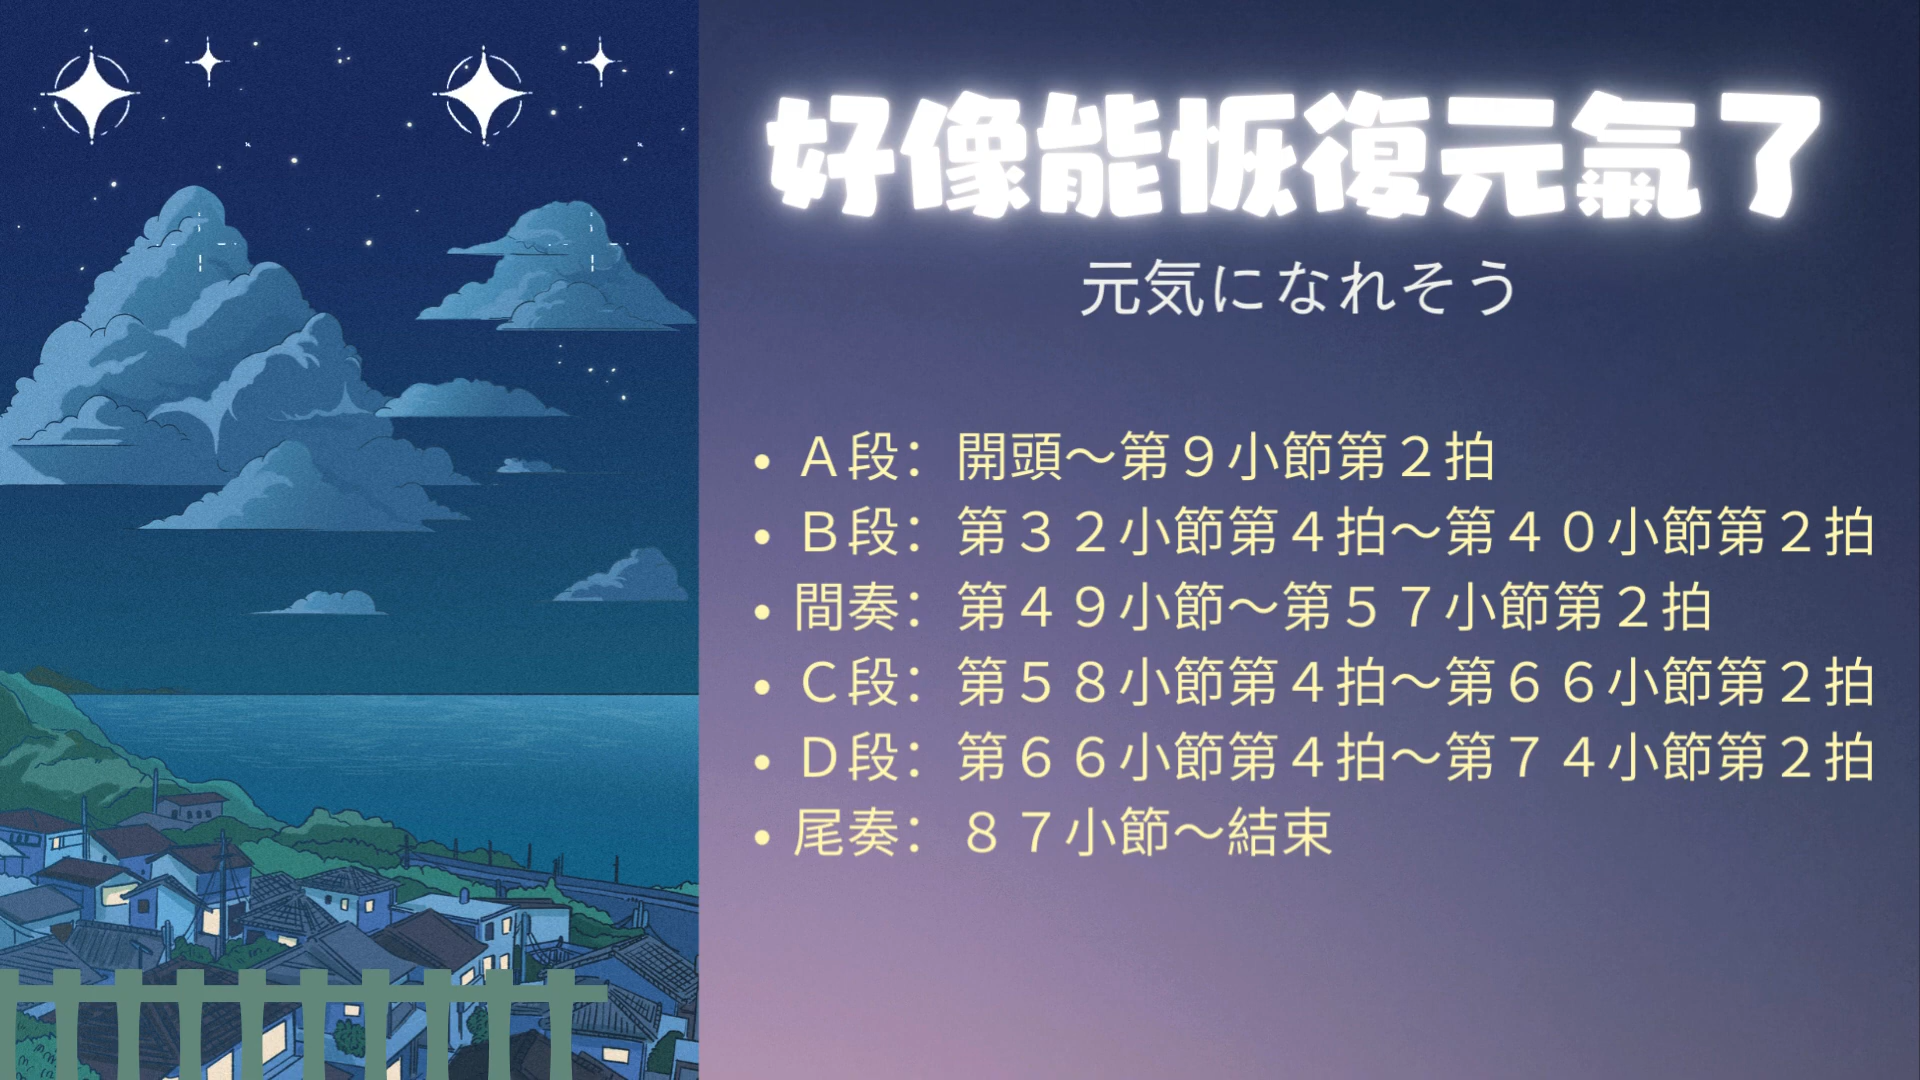 好像能恢復元氣了
元気になれそう
• Ａ段：開頭～第９小節第２拍
• Ｂ段：第３２小節第４拍～第４０小節第２拍
• 間奏：第４９小節～第５７小節第２拍
• Ｃ段：第５８小節第４拍～第６６小節第２拍
• Ｄ段：第６６小節第４拍～第７４小節第２拍
• 尾奏：８７小節～結束